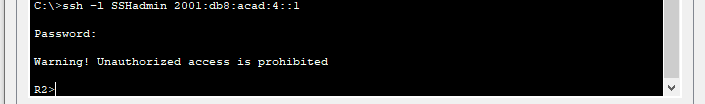 C:\>ssh -l SSHadmin 2001:db8:acad:4::1
Password:
Warning! Unauthorized access is prohibited
R2>